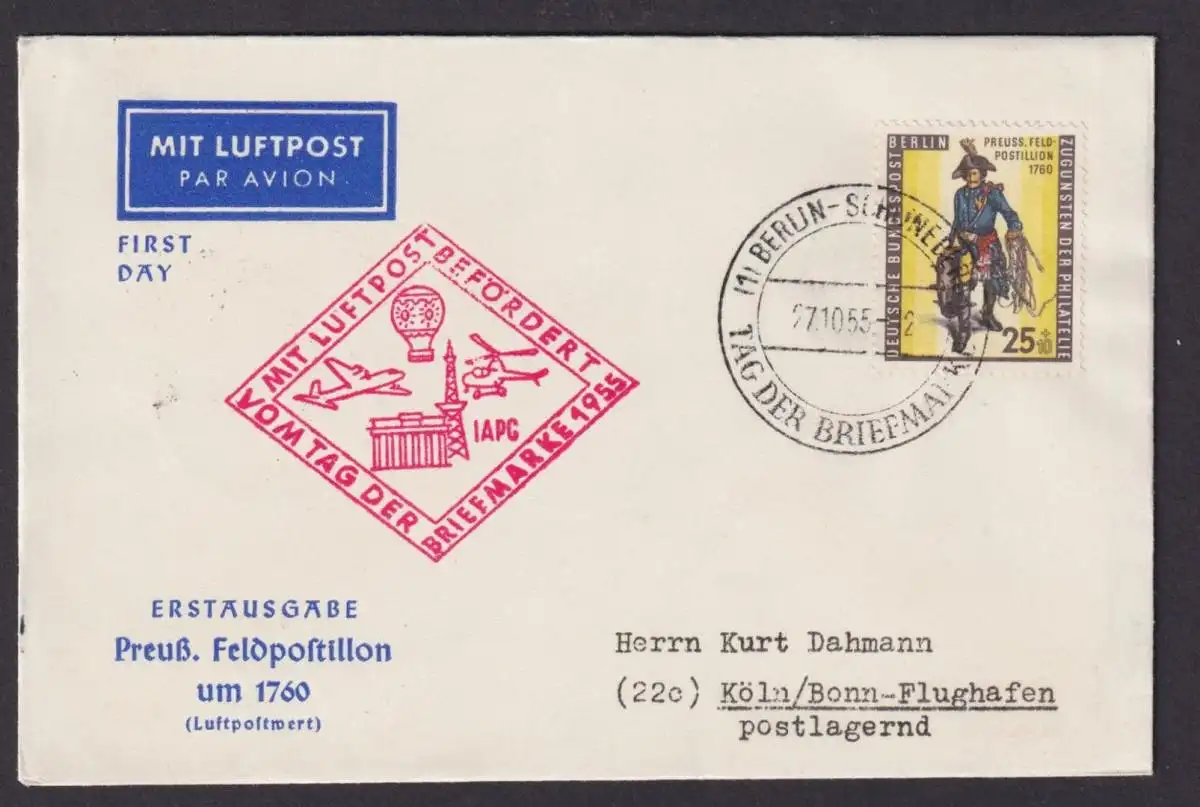 MIT LUFTPOST
PAR AVION
FIRST
DAY
MIT LUFTPOST BEFÖRDERT
VOM TAG DER BRIEFMARKE 1955
IAPC
DEUTSCHE BUNDESPOST BERLIN
PREUSS. FELD-
POSTILLION
1760
ZUGUNSTEN DER PHILATELIE
25 + 10
(1) BERLIN-SCHÖNEBERG
27.10.55
TAG DER BRIEFMARKE
ERSTAUSGABE
Preuß. Feldpoſtillon
um 1760
(Luftpoſtwert)
Herrn Kurt Dahmann
(22c) Köln/Bonn-Flughafen
postlagernd